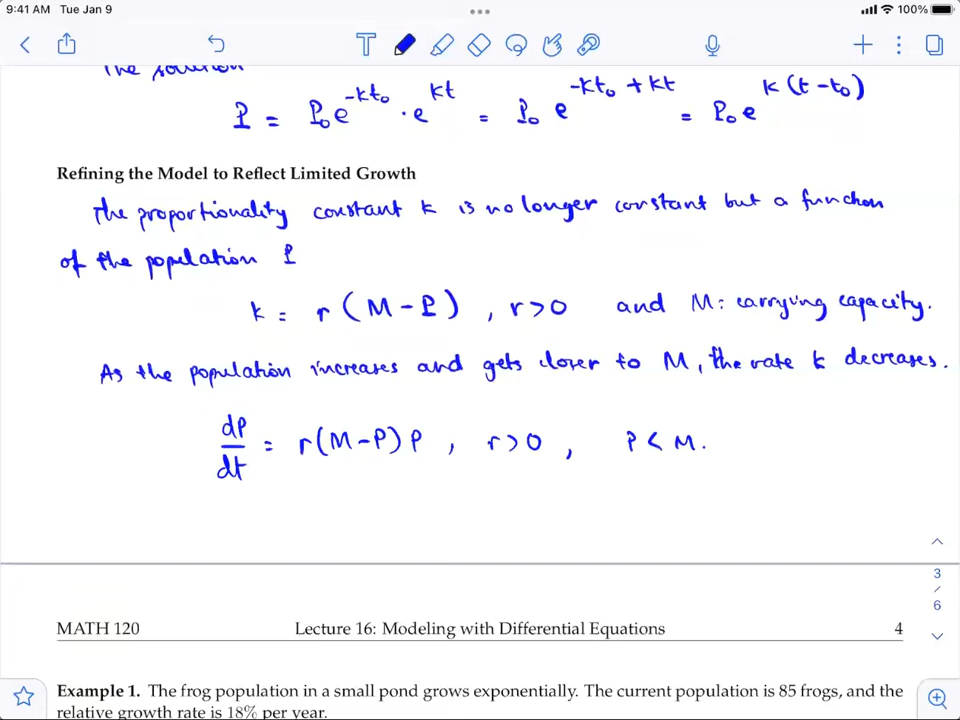 9:41 AM Tue Jan 9
100%
The solution
P = P₀e^{-kt₀} · e^{kt} = P₀ e^{-kt₀ + kt} = P₀ e^{k(t-t₀)}
Refining the Model to Reflect Limited Growth
The proportionality constant k is no longer constant but a function
of the population P
k = r(M-P), r>0 and M: carrying capacity.
As the population increases and gets closer to M, the rate k decreases.
dP/dt = r(M-P)P, r>0, P<M.
3
/
6
MATH 120 Lecture 16: Modeling with Differential Equations 4
Example 1. The frog population in a small pond grows exponentially. The current population is 85 frogs, and the
relative growth rate is 18% per year.